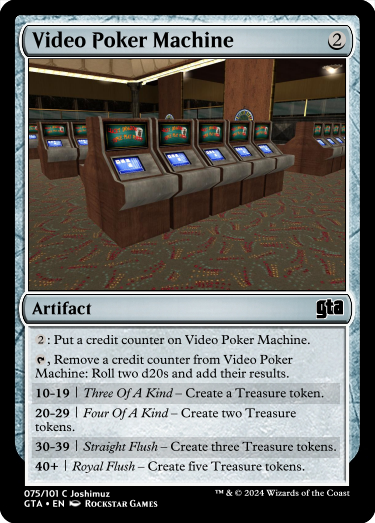 Video Poker Machine 2
Artifact gta
2: Put a credit counter on Video Poker Machine.
, Remove a credit counter from Video Poker
Machine: Roll two d20s and add their results.
10-19 | Three Of A Kind – Create a Treasure token.
20-29 | Four Of A Kind – Create two Treasure
tokens.
30-39 | Straight Flush – Create three Treasure tokens.
40+ | Royal Flush – Create five Treasure tokens.
075/101 C Joshimuz
GTA • EN Rockstar Games
™ & © 2024 Wizards of the Coast